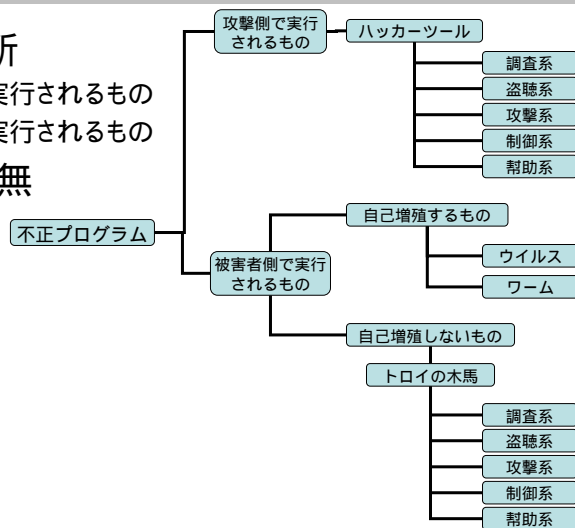 所
実行されるもの
実行されるもの
無
不正プログラム
攻撃側で実行
されるもの
ハッカーツール
調査系
盗聴系
攻撃系
制御系
幇助系
被害者側で実行
されるもの
自己増殖するもの
ウイルス
ワーム
自己増殖しないもの
トロイの木馬
調査系
盗聴系
攻撃系
制御系
幇助系